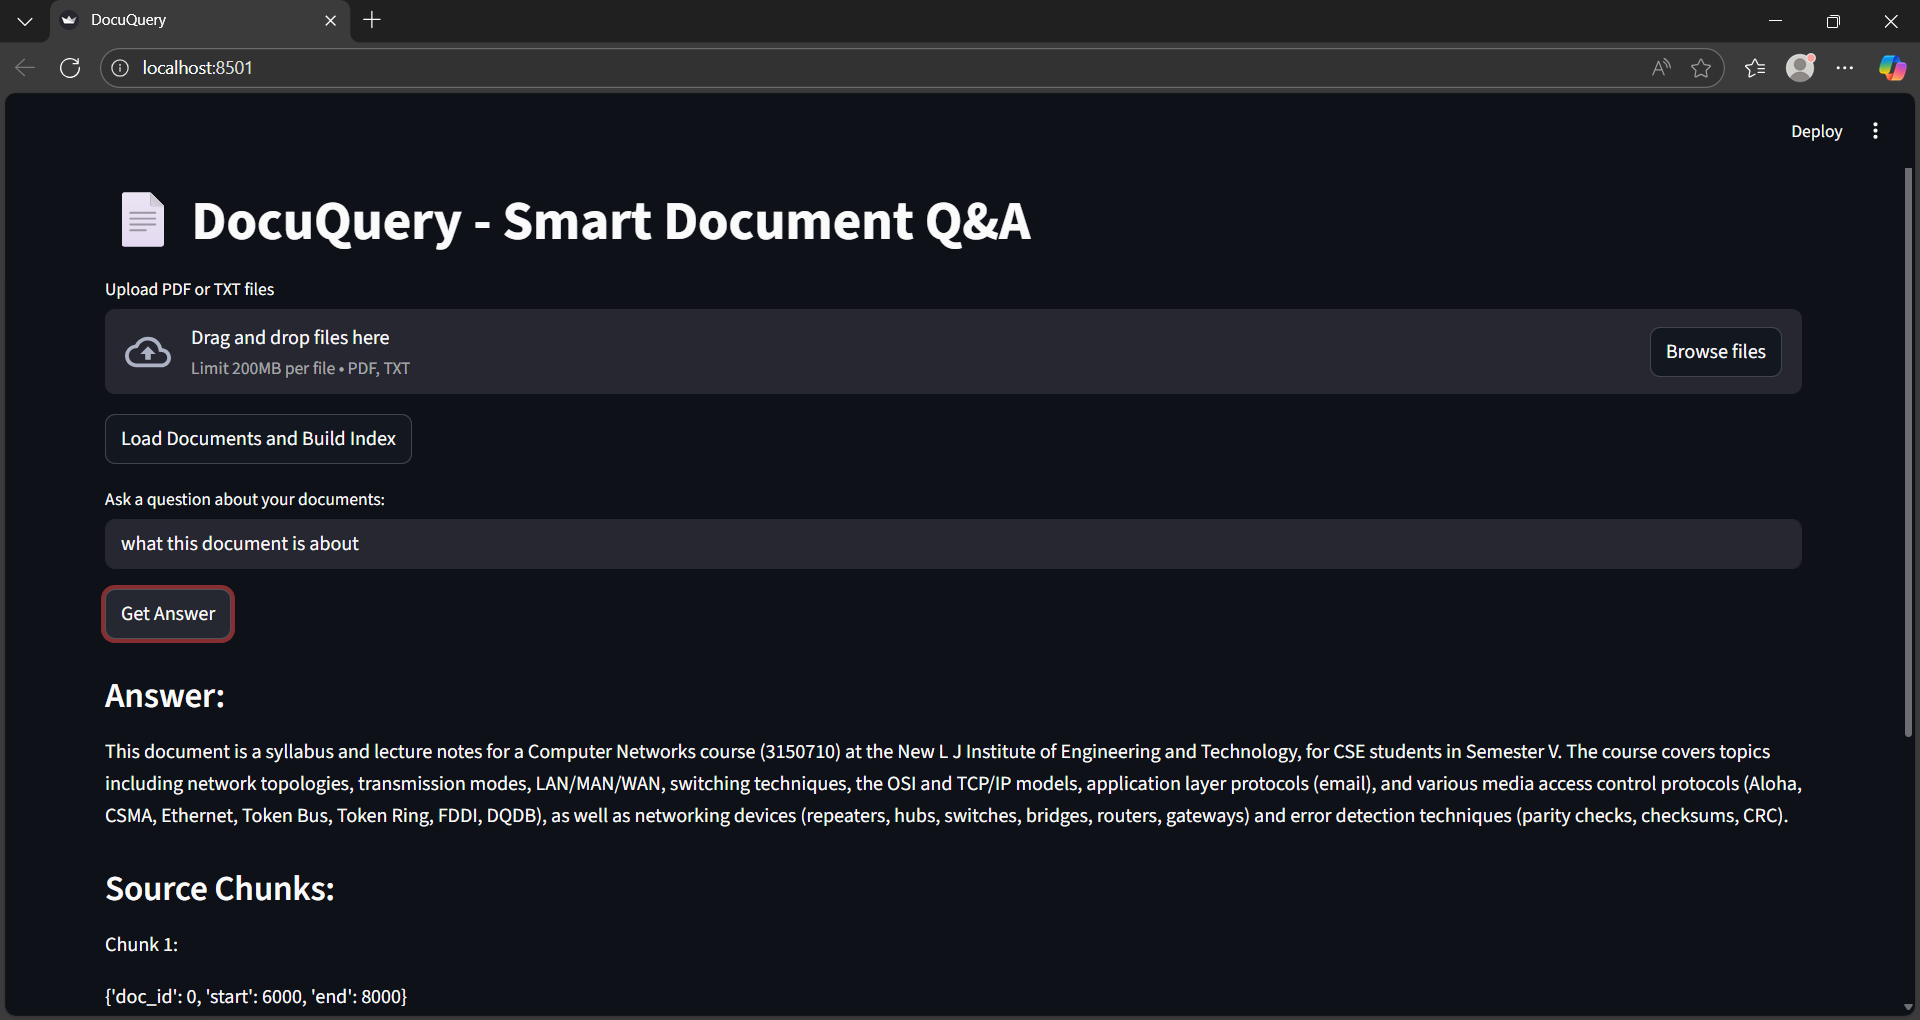 DocuQuery
localhost:8501
Deploy
DocuQuery - Smart Document Q&A
Upload PDF or TXT files
Drag and drop files here
Limit 200MB per file • PDF, TXT
Browse files
Load Documents and Build Index
Ask a question about your documents:
what this document is about
Get Answer
Answer:
This document is a syllabus and lecture notes for a Computer Networks course (3150710) at the New L J Institute of Engineering and Technology, for CSE students in Semester V. The course covers topics
including network topologies, transmission modes, LAN/MAN/WAN, switching techniques, the OSI and TCP/IP models, application layer protocols (email), and various media access control protocols (Aloha,
CSMA, Ethernet, Token Bus, Token Ring, FDDI, DQDB), as well as networking devices (repeaters, hubs, switches, bridges, routers, gateways) and error detection techniques (parity checks, checksums, CRC).
Source Chunks:
Chunk 1:
{'doc_id': 0, 'start': 6000, 'end': 8000}